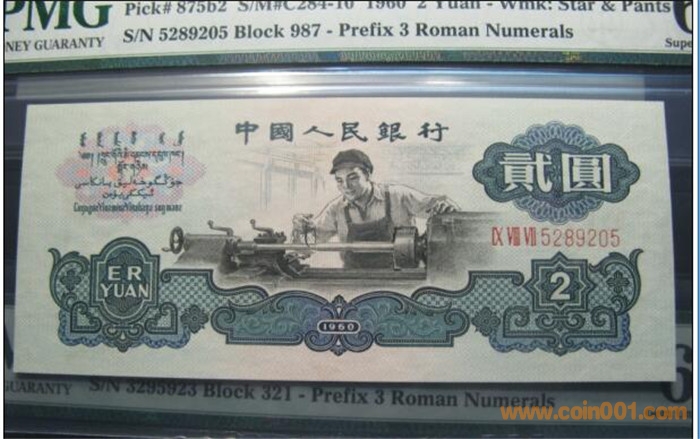 PMG Pick# 875b2 S/M#C284-10 1960 2 Yuan - Wmk: Star & Pants
NEY GUARANTY S/N 5289205 Block 987 - Prefix 3 Roman Numerals
Supe
中國人民銀行
貳圓
IX VIII VII 5289205
ER
YUAN
2
1960
GUARANTY S/N 3295923 Block 321 - Prefix 3 Roman Numerals
www.coin001.com